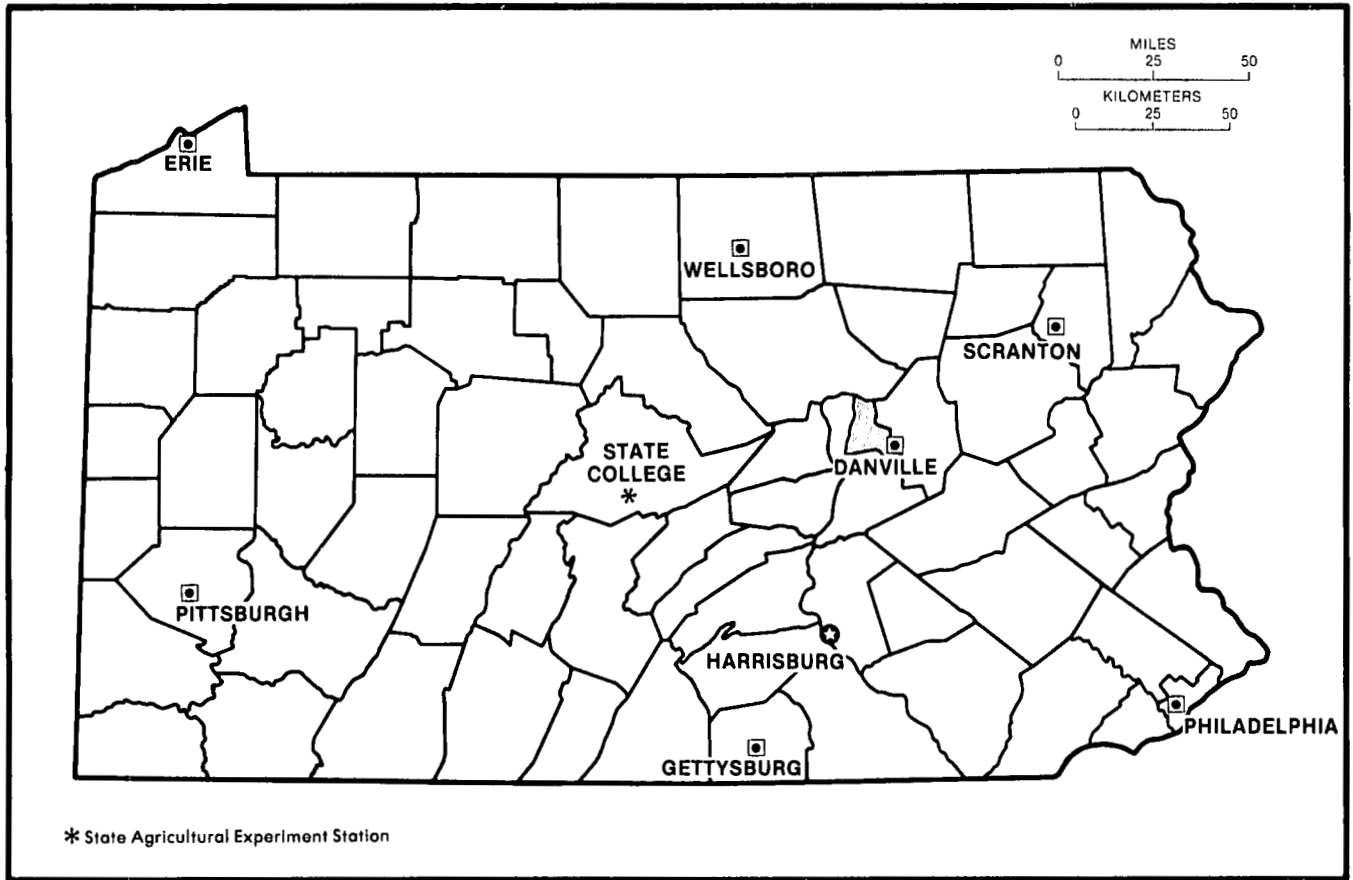 MILES
0 25 50
KILOMETERS
0 25 50
ERIE
WELLSBORO
SCRANTON
STATE
COLLEGE
*
DANVILLE
PITTSBURGH
HARRISBURG
PHILADELPHIA
GETTYSBURG
* State Agricultural Experiment Station